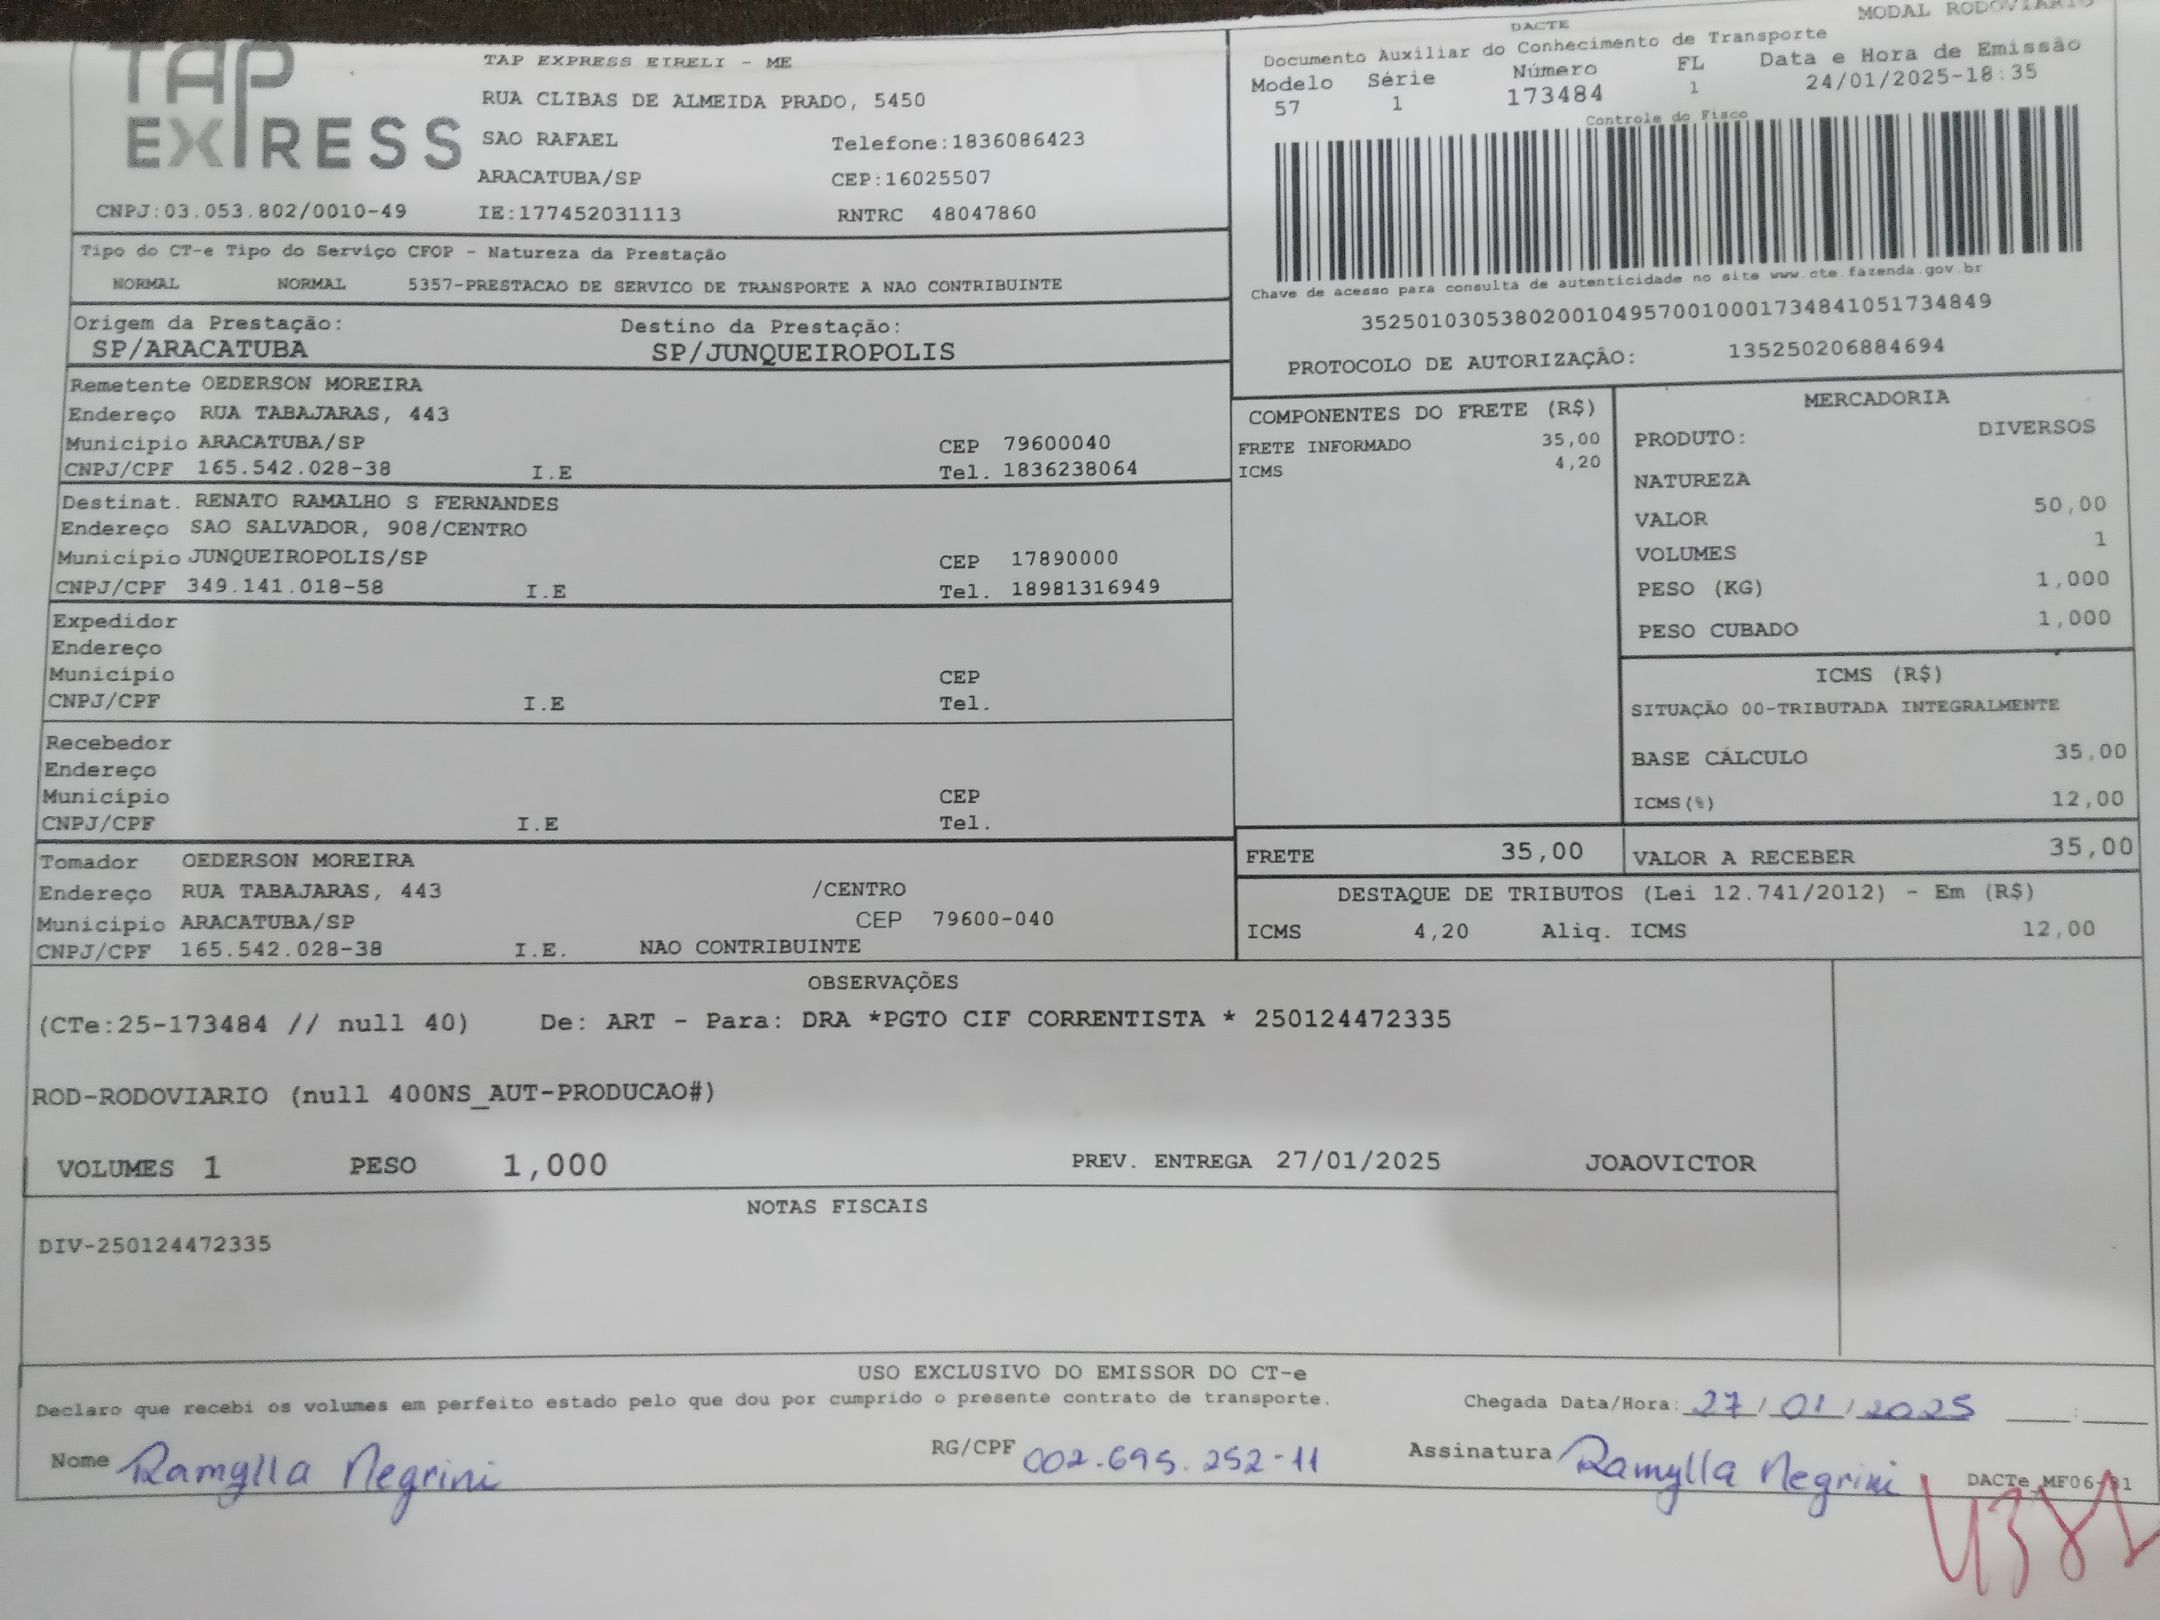 TAP EXPRESS
TAP EXPRESS EIRELI - ME
RUA CLIBAS DE ALMEIDA PRADO, 5450
SAO RAFAEL Telefone:1836086423
ARACATUBA/SP CEP:16025507
CNPJ:03.053.802/0010-49 IE:177452031113 RNTRC 48047860
Tipo do CT-e Tipo do Serviço CFOP - Natureza da Prestação
NORMAL NORMAL 5357-PRESTACAO DE SERVICO DE TRANSPORTE A NAO CONTRIBUINTE
Origem da Prestação: Destino da Prestação:
SP/ARACATUBA SP/JUNQUEIROPOLIS
DACTE MODAL RODOVIARIO
Documento Auxiliar do Conhecimento de Transporte
Modelo Série Número FL Data e Hora de Emissão
57 1 173484 1 24/01/2025-18:35
Controle do Fisco
Chave de acesso para consulta de autenticidade no site www.cte.fazenda.gov.br
35250103053802001049570010001734841051734849
PROTOCOLO DE AUTORIZAÇÃO: 135250206884694
Remetente OEDERSON MOREIRA
Endereço RUA TABAJARAS, 443
Município ARACATUBA/SP CEP 79600040
CNPJ/CPF 165.542.028-38 I.E Tel. 1836238064
Destinat. RENATO RAMALHO S FERNANDES
Endereço SAO SALVADOR, 908/CENTRO
Município JUNQUEIROPOLIS/SP CEP 17890000
CNPJ/CPF 349.141.018-58 I.E Tel. 18981316949
Expedidor
Endereço
Município CEP
CNPJ/CPF I.E Tel.
Recebedor
Endereço
Município CEP
CNPJ/CPF I.E Tel.
Tomador OEDERSON MOREIRA
Endereço RUA TABAJARAS, 443 /CENTRO
Município ARACATUBA/SP CEP 79600-040
CNPJ/CPF 165.542.028-38 I.E. NAO CONTRIBUINTE
COMPONENTES DO FRETE (R$)
FRETE INFORMADO 35,00
ICMS 4,20
MERCADORIA
PRODUTO: DIVERSOS
NATUREZA
VALOR 50,00
VOLUMES 1
PESO (KG) 1,000
PESO CUBADO 1,000
ICMS (R$)
SITUAÇÃO 00-TRIBUTADA INTEGRALMENTE
BASE CÁLCULO 35,00
ICMS(%) 12,00
FRETE 35,00 VALOR A RECEBER 35,00
DESTAQUE DE TRIBUTOS (Lei 12.741/2012) - Em (R$)
ICMS 4,20 Aliq. ICMS 12,00
OBSERVAÇÕES
(CTe:25-173484 // null 40) De: ART - Para: DRA *PGTO CIF CORRENTISTA * 250124472335
ROD-RODOVIARIO (null 400NS_AUT-PRODUCAO#)
VOLUMES 1 PESO 1,000 PREV. ENTREGA 27/01/2025 JOAOVICTOR
NOTAS FISCAIS
DIV-250124472335
USO EXCLUSIVO DO EMISSOR DO CT-e
Declaro que recebi os volumes em perfeito estado pelo que dou por cumprido o presente contrato de transporte. Chegada Data/Hora: 27/01/2025 ____:____
Nome Ramylla Negrini RG/CPF 002.695.252-11 Assinatura Ramylla Negrini